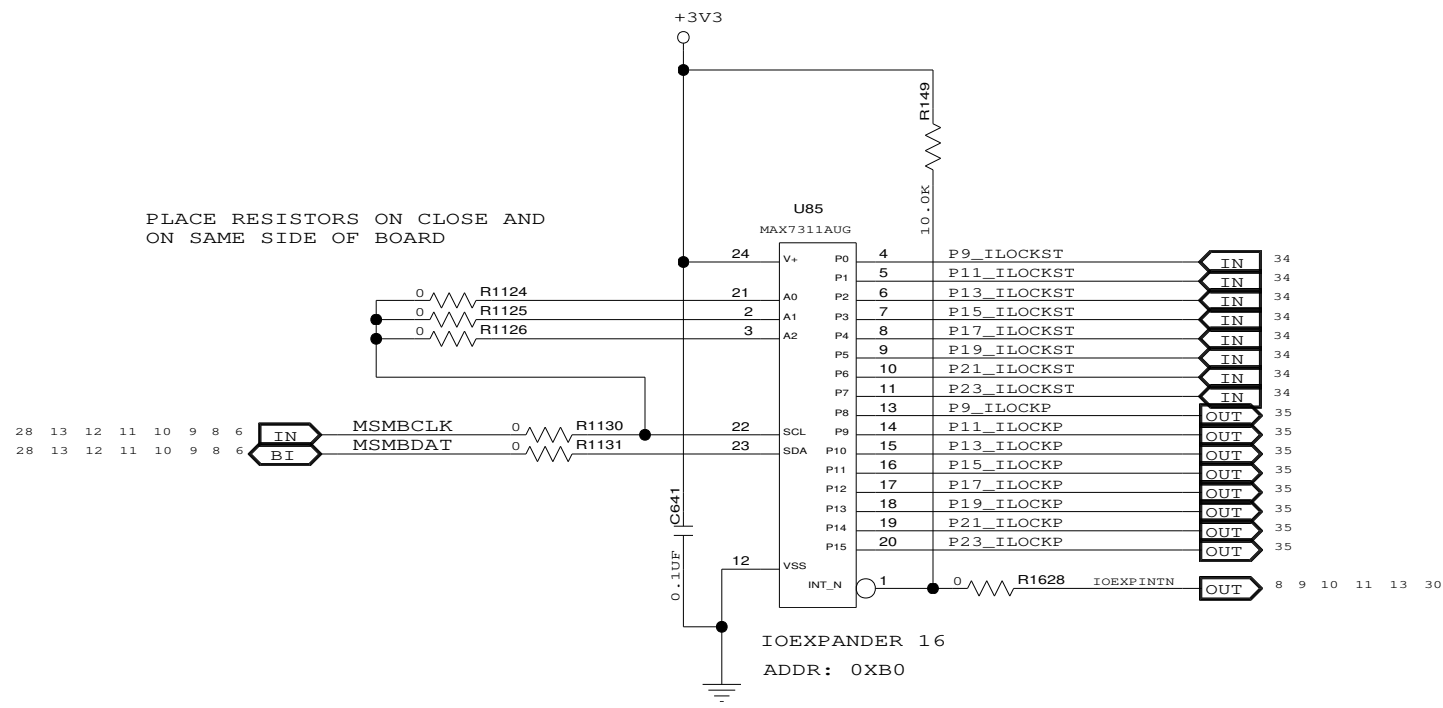 +3V3
R149
10.0K
PLACE RESISTORS ON CLOSE AND
ON SAME SIDE OF BOARD
U85
MAX7311AUG
24 V+ P0 4 P9_ILOCKST IN 34
P1 5 P11_ILOCKST IN 34
0 R1124 21 A0 P2 6 P13_ILOCKST IN 34
0 R1125 2 A1 P3 7 P15_ILOCKST IN 34
0 R1126 3 A2 P4 8 P17_ILOCKST IN 34
P5 9 P19_ILOCKST IN 34
P6 10 P21_ILOCKST IN 34
P7 11 P23_ILOCKST IN 34
P8 13 P9_ILOCKP OUT 35
28 13 12 11 10 9 8 6 IN MSMBCLK 0 R1130 22 SCL P9 14 P11_ILOCKP OUT 35
28 13 12 11 10 9 8 6 BI MSMBDAT 0 R1131 23 SDA P10 15 P13_ILOCKP OUT 35
P11 16 P15_ILOCKP OUT 35
P12 17 P17_ILOCKP OUT 35
P13 18 P19_ILOCKP OUT 35
P14 19 P21_ILOCKP OUT 35
P15 20 P23_ILOCKP OUT 35
C641
0.1UF
12 VSS
INT_N 1 0 R1628 IOEXPINTN OUT 8 9 10 11 13 30
IOEXPANDER 16
ADDR: 0XB0